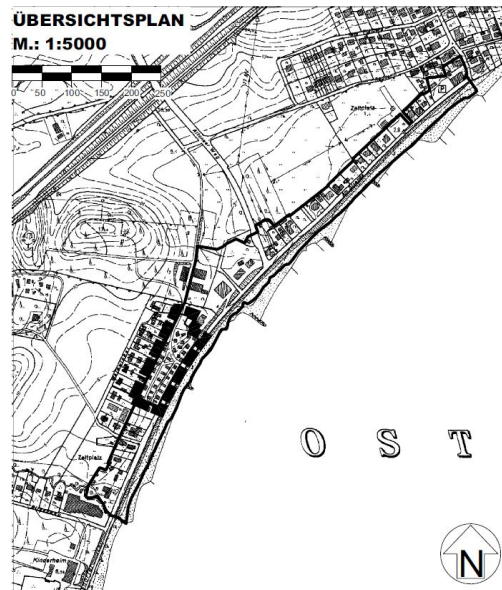 ÜBERSICHTSPLAN
M.: 1:5000
0 50 100 150 200 250
Zeltplatz
P
Zeltplatz
Kinderheim
O S T
N